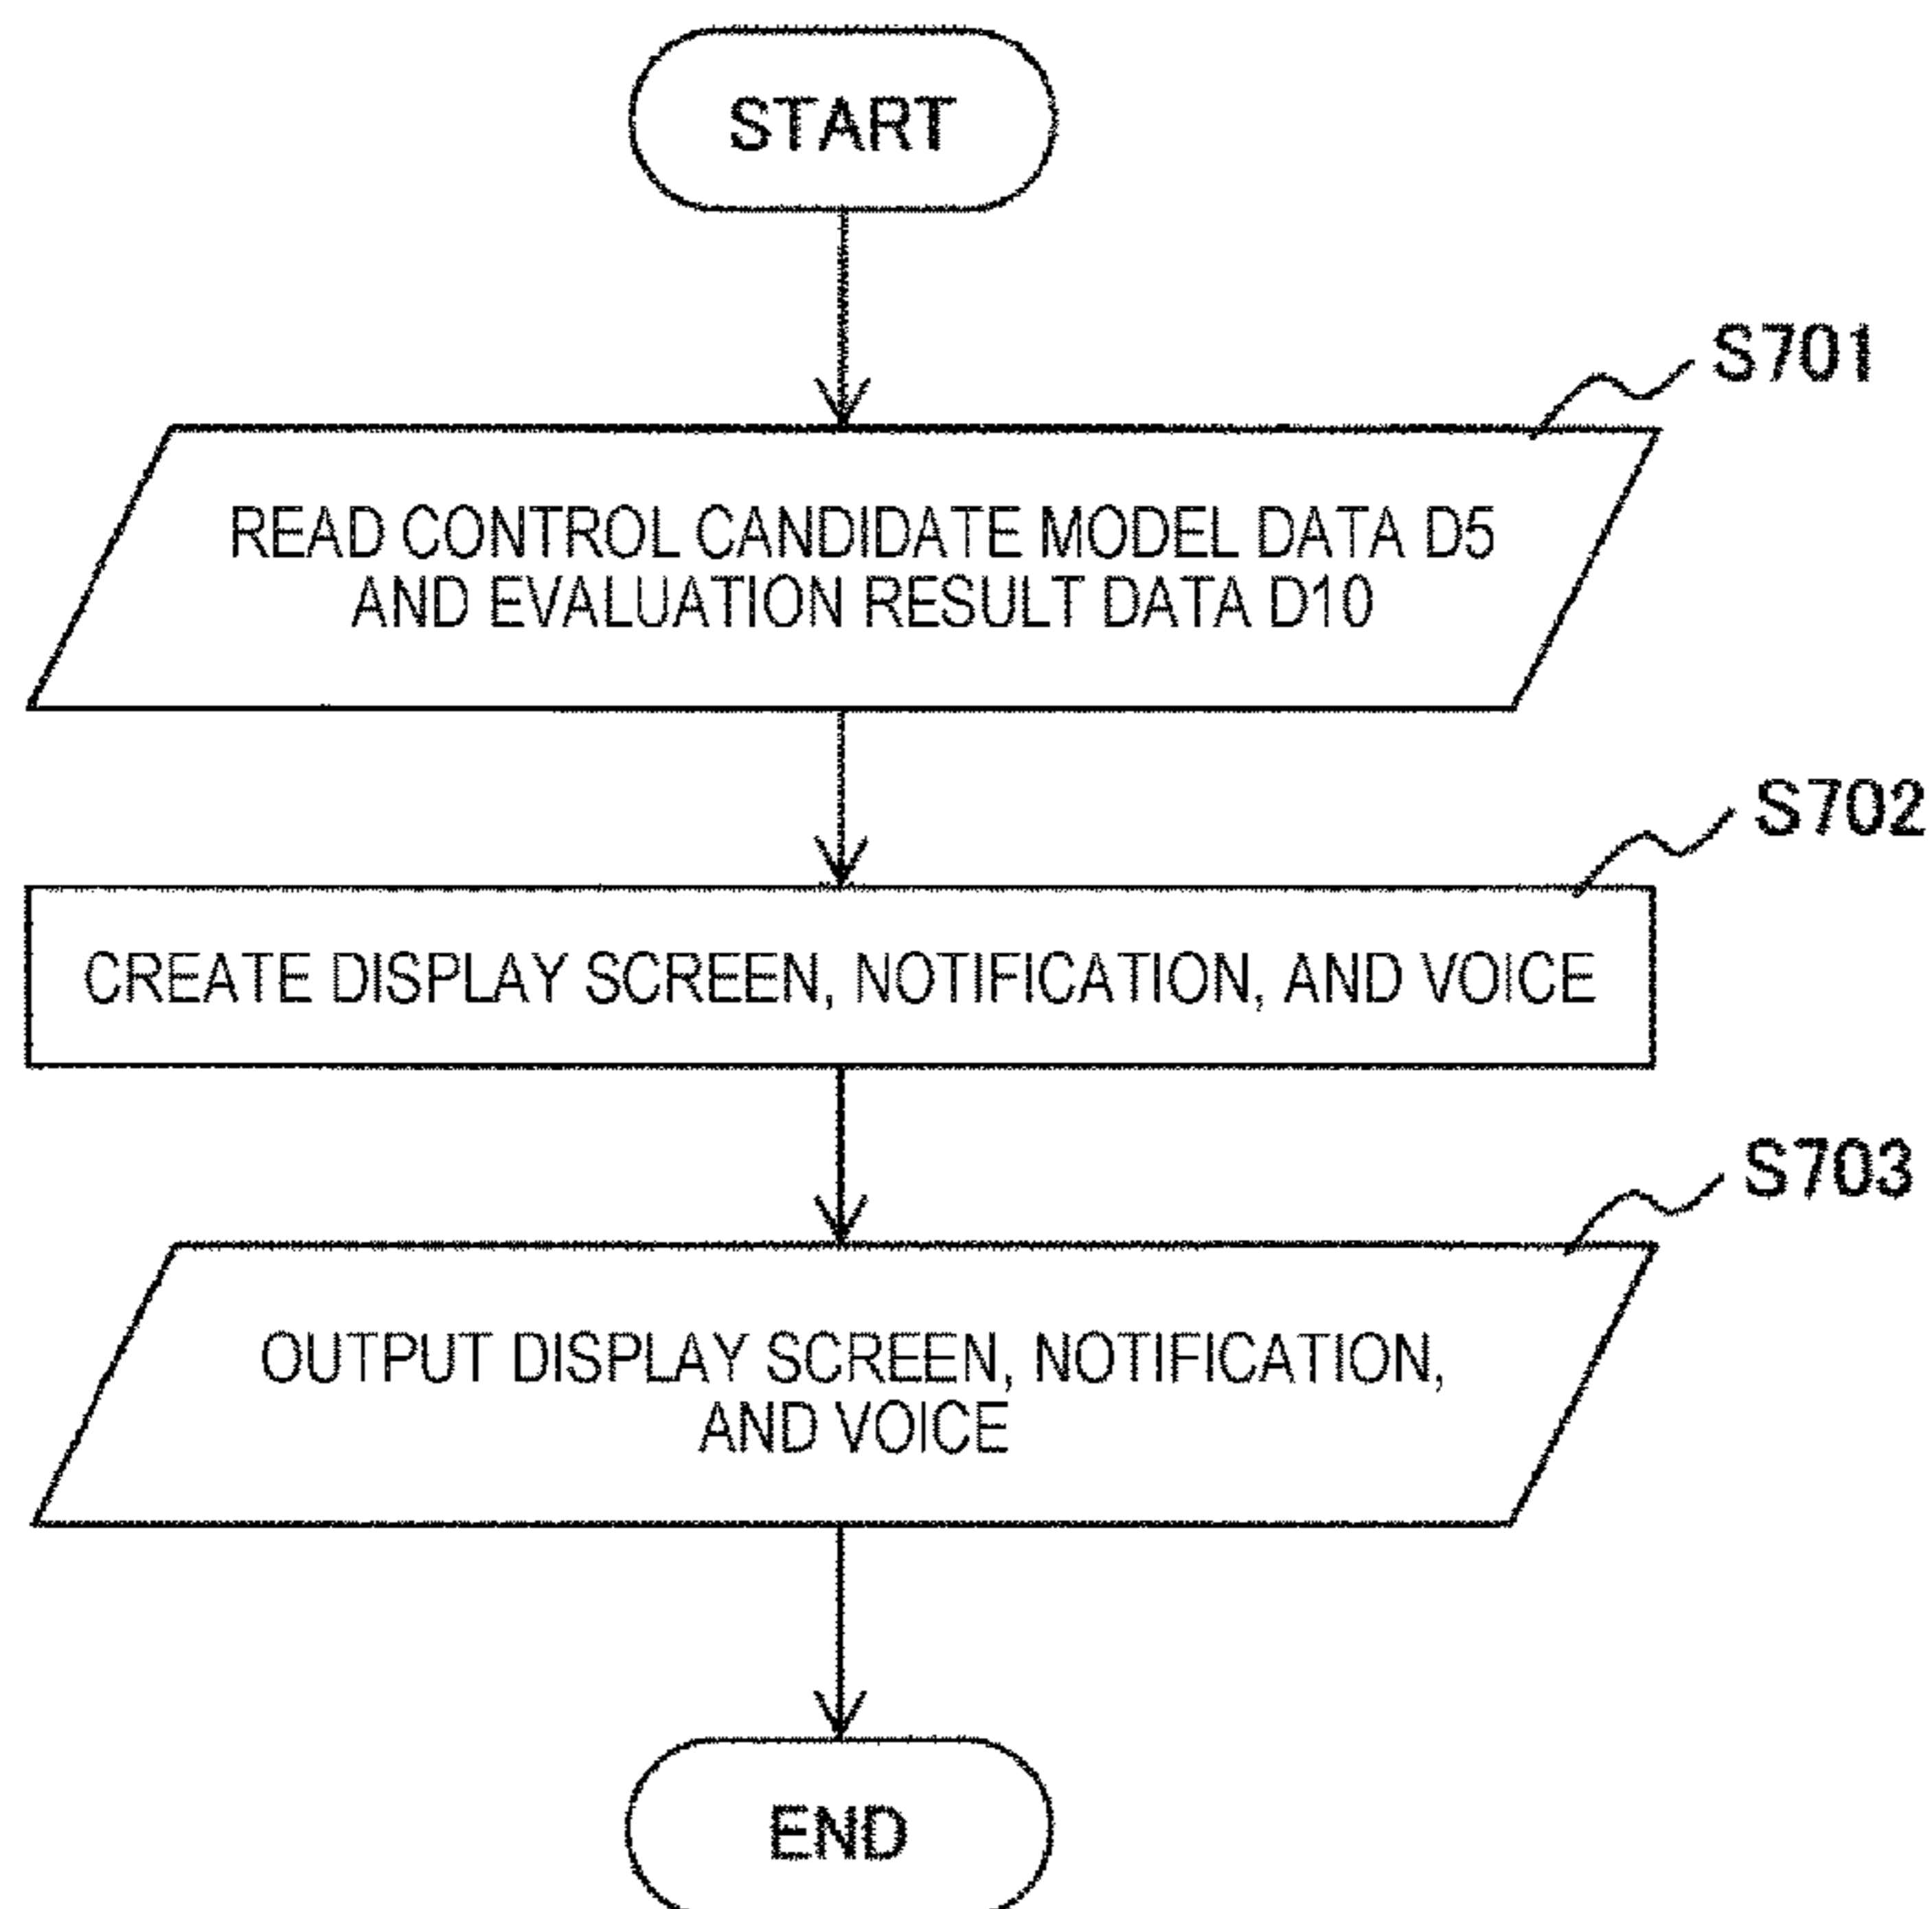 START
S701
READ CONTROL CANDIDATE MODEL DATA D5
AND EVALUATION RESULT DATA D10
S702
CREATE DISPLAY SCREEN, NOTIFICATION, AND VOICE
S703
OUTPUT DISPLAY SCREEN, NOTIFICATION,
AND VOICE
END